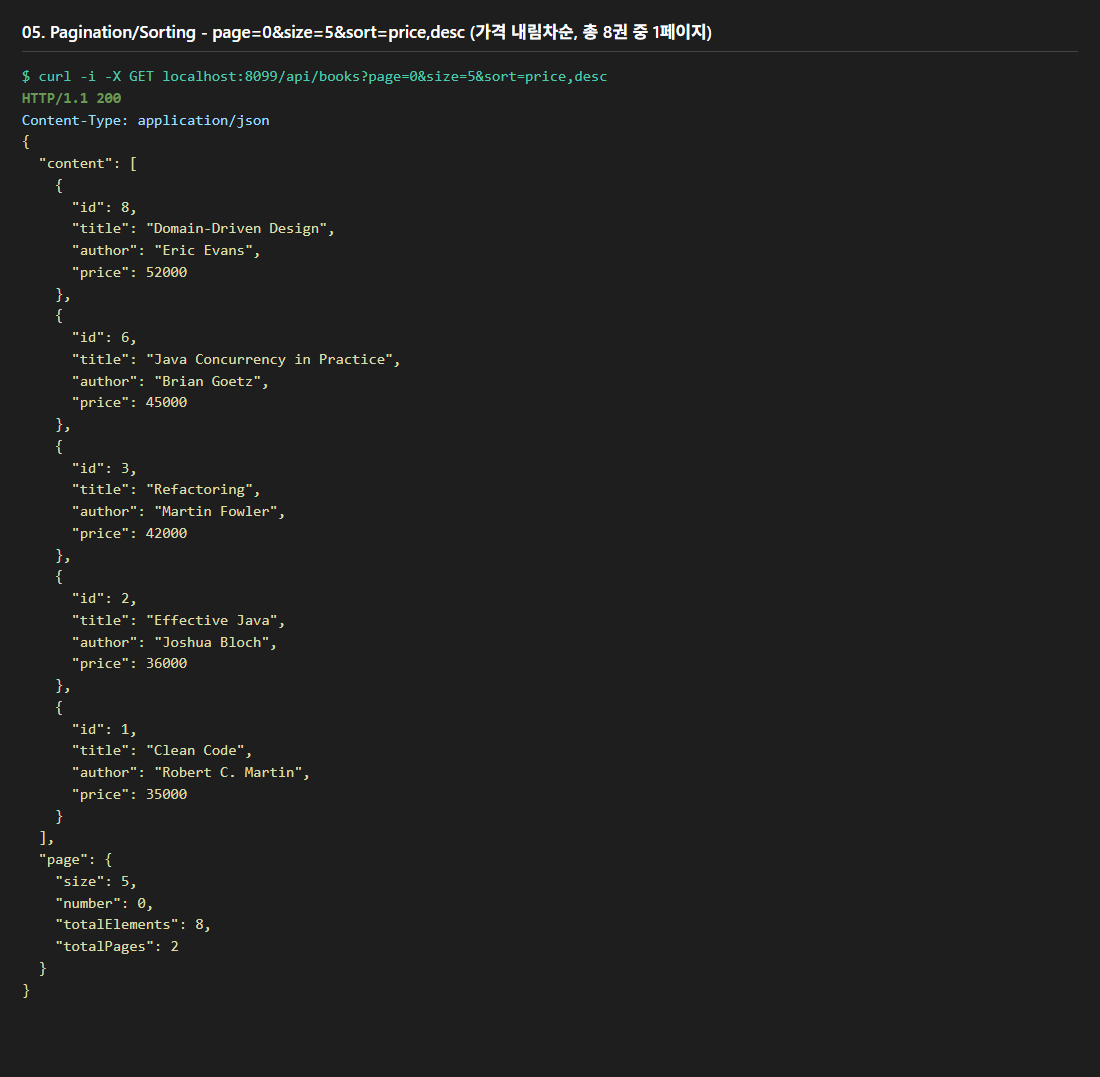 05. Pagination/Sorting - page=0&size=5&sort=price,desc (가격 내림차순, 총 8권 중 1페이지)
$ curl -i -X GET localhost:8099/api/books?page=0&size=5&sort=price,desc
HTTP/1.1 200
Content-Type: application/json
{
  "content": [
    {
      "id": 8,
      "title": "Domain-Driven Design",
      "author": "Eric Evans",
      "price": 52000
    },
    {
      "id": 6,
      "title": "Java Concurrency in Practice",
      "author": "Brian Goetz",
      "price": 45000
    },
    {
      "id": 3,
      "title": "Refactoring",
      "author": "Martin Fowler",
      "price": 42000
    },
    {
      "id": 2,
      "title": "Effective Java",
      "author": "Joshua Bloch",
      "price": 36000
    },
    {
      "id": 1,
      "title": "Clean Code",
      "author": "Robert C. Martin",
      "price": 35000
    }
  ],
  "page": {
    "size": 5,
    "number": 0,
    "totalElements": 8,
    "totalPages": 2
  }
}